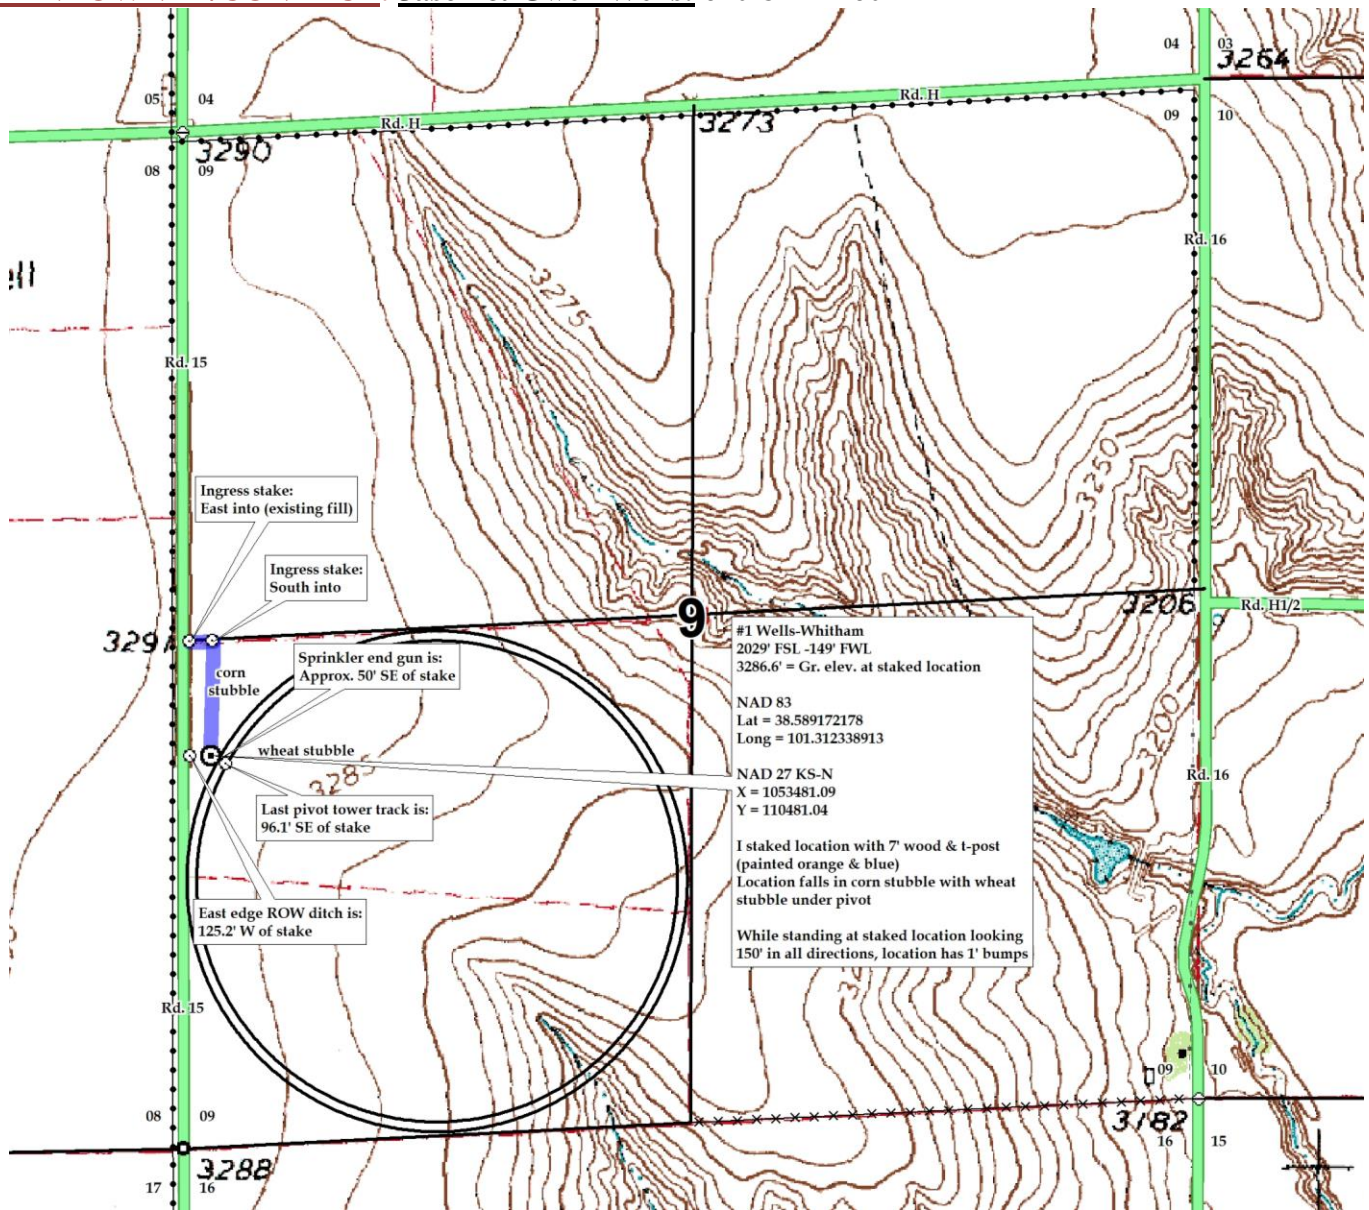 04
03
3264
05
04
Rd. H
Rd. H
3273
09
10
3290
08
09
Rd. 16
ell
3275
Rd. 15
3250
Ingress stake:
East into (existing fill)
Ingress stake:
South into
3206
Rd. H1/2
9
329
#1 Wells-Whitham
2029' FSL -149' FWL
3286.6' = Gr. elev. at staked location
NAD 83
Lat = 38.589172178
Long = 101.312338913
NAD 27 KS-N
X = 1053481.09
Y = 110481.04
I staked location with 7' wood & t-post
(painted orange & blue)
Location falls in corn stubble with wheat
stubble under pivot
While standing at staked location looking
150' in all directions, location has 1' bumps
Sprinkler end gun is:
Approx. 50' SE of stake
corn
stubble
wheat stubble
3285
3200
Rd. 16
Last pivot tower track is:
96.1' SE of stake
East edge ROW ditch is:
125.2' W of stake
Rd. 15
09
10
08
09
3182
16
15
3288
17
16